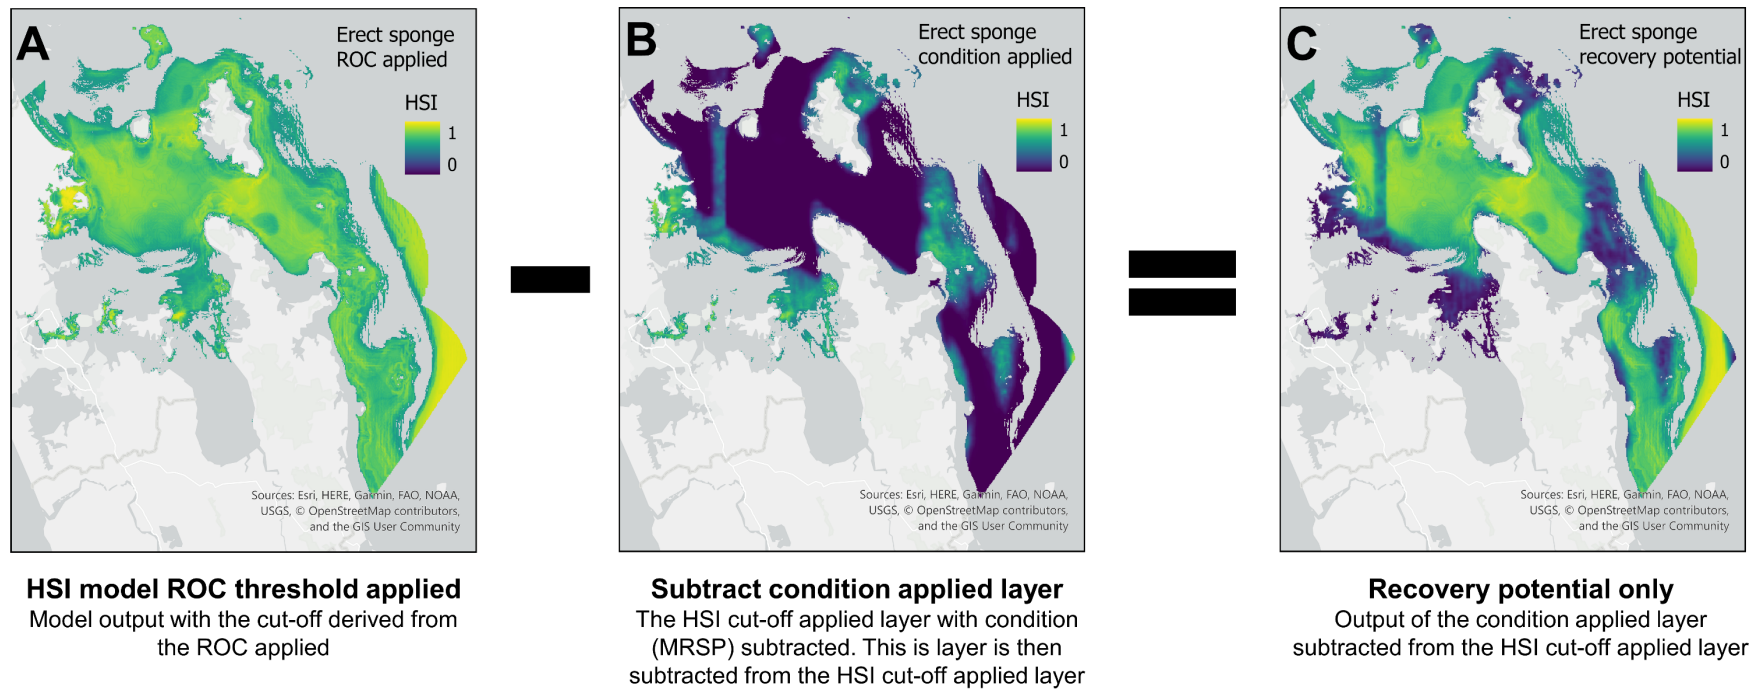 A
Erect sponge
ROC applied
HSI
1
0
Sources: Esri, HERE, Garmin, FAO, NOAA,
USGS, © OpenStreetMap contributors,
and the GIS User Community
HSI model ROC threshold applied
Model output with the cut-off derived from
the ROC applied
B
Erect sponge
condition applied
HSI
1
0
Sources: Esri, HERE, Garmin, FAO, NOAA,
USGS, © OpenStreetMap contributors,
and the GIS User Community
Subtract condition applied layer
The HSI cut-off applied layer with condition
(MRSP) subtracted. This is layer is then
subtracted from the HSI cut-off applied layer
C
Erect sponge
recovery potential
HSI
1
0
Sources: Esri, HERE, Garmin, FAO, NOAA,
USGS, © OpenStreetMap contributors,
and the GIS User Community
Recovery potential only
Output of the condition applied layer
subtracted from the HSI cut-off applied layer